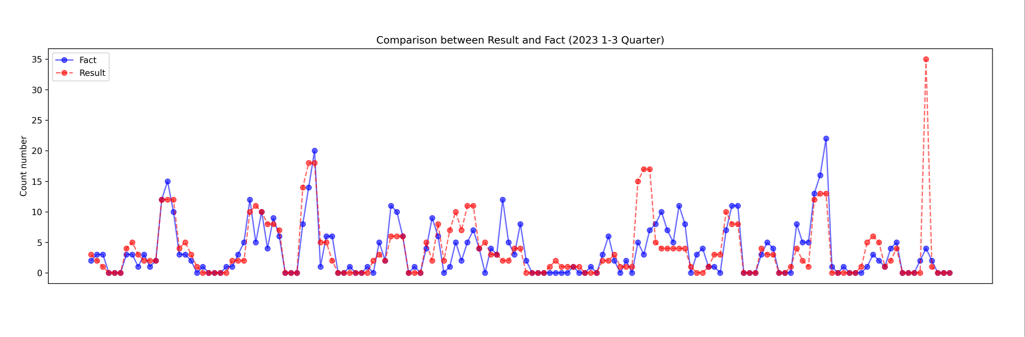 Comparison between Result and Fact (2023 1-3 Quarter)
Fact
Result
Count number
35
30
25
20
15
10
5
0